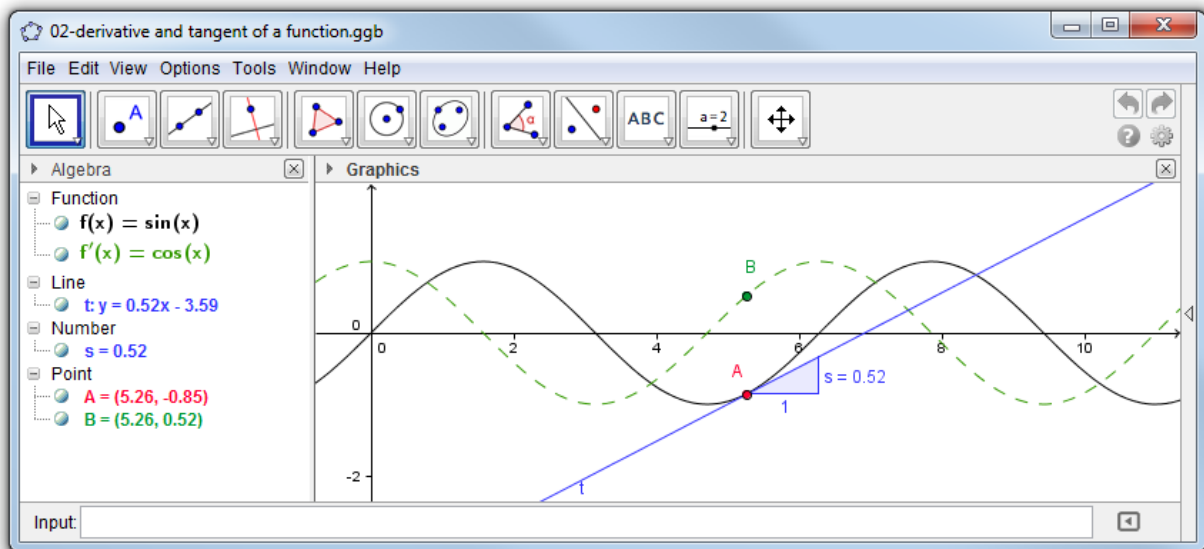 02-derivative and tangent of a function.ggb
File Edit View Options Tools Window Help
A
α
ABC
a = 2
?
Algebra
Function
f(x) = sin(x)
f'(x) = cos(x)
Line
t: y = 0.52x - 3.59
Number
s = 0.52
Point
A = (5.26, -0.85)
B = (5.26, 0.52)
Graphics
B
0
0 2 4 6 8 10
A
s = 0.52
1
-2
t
Input: